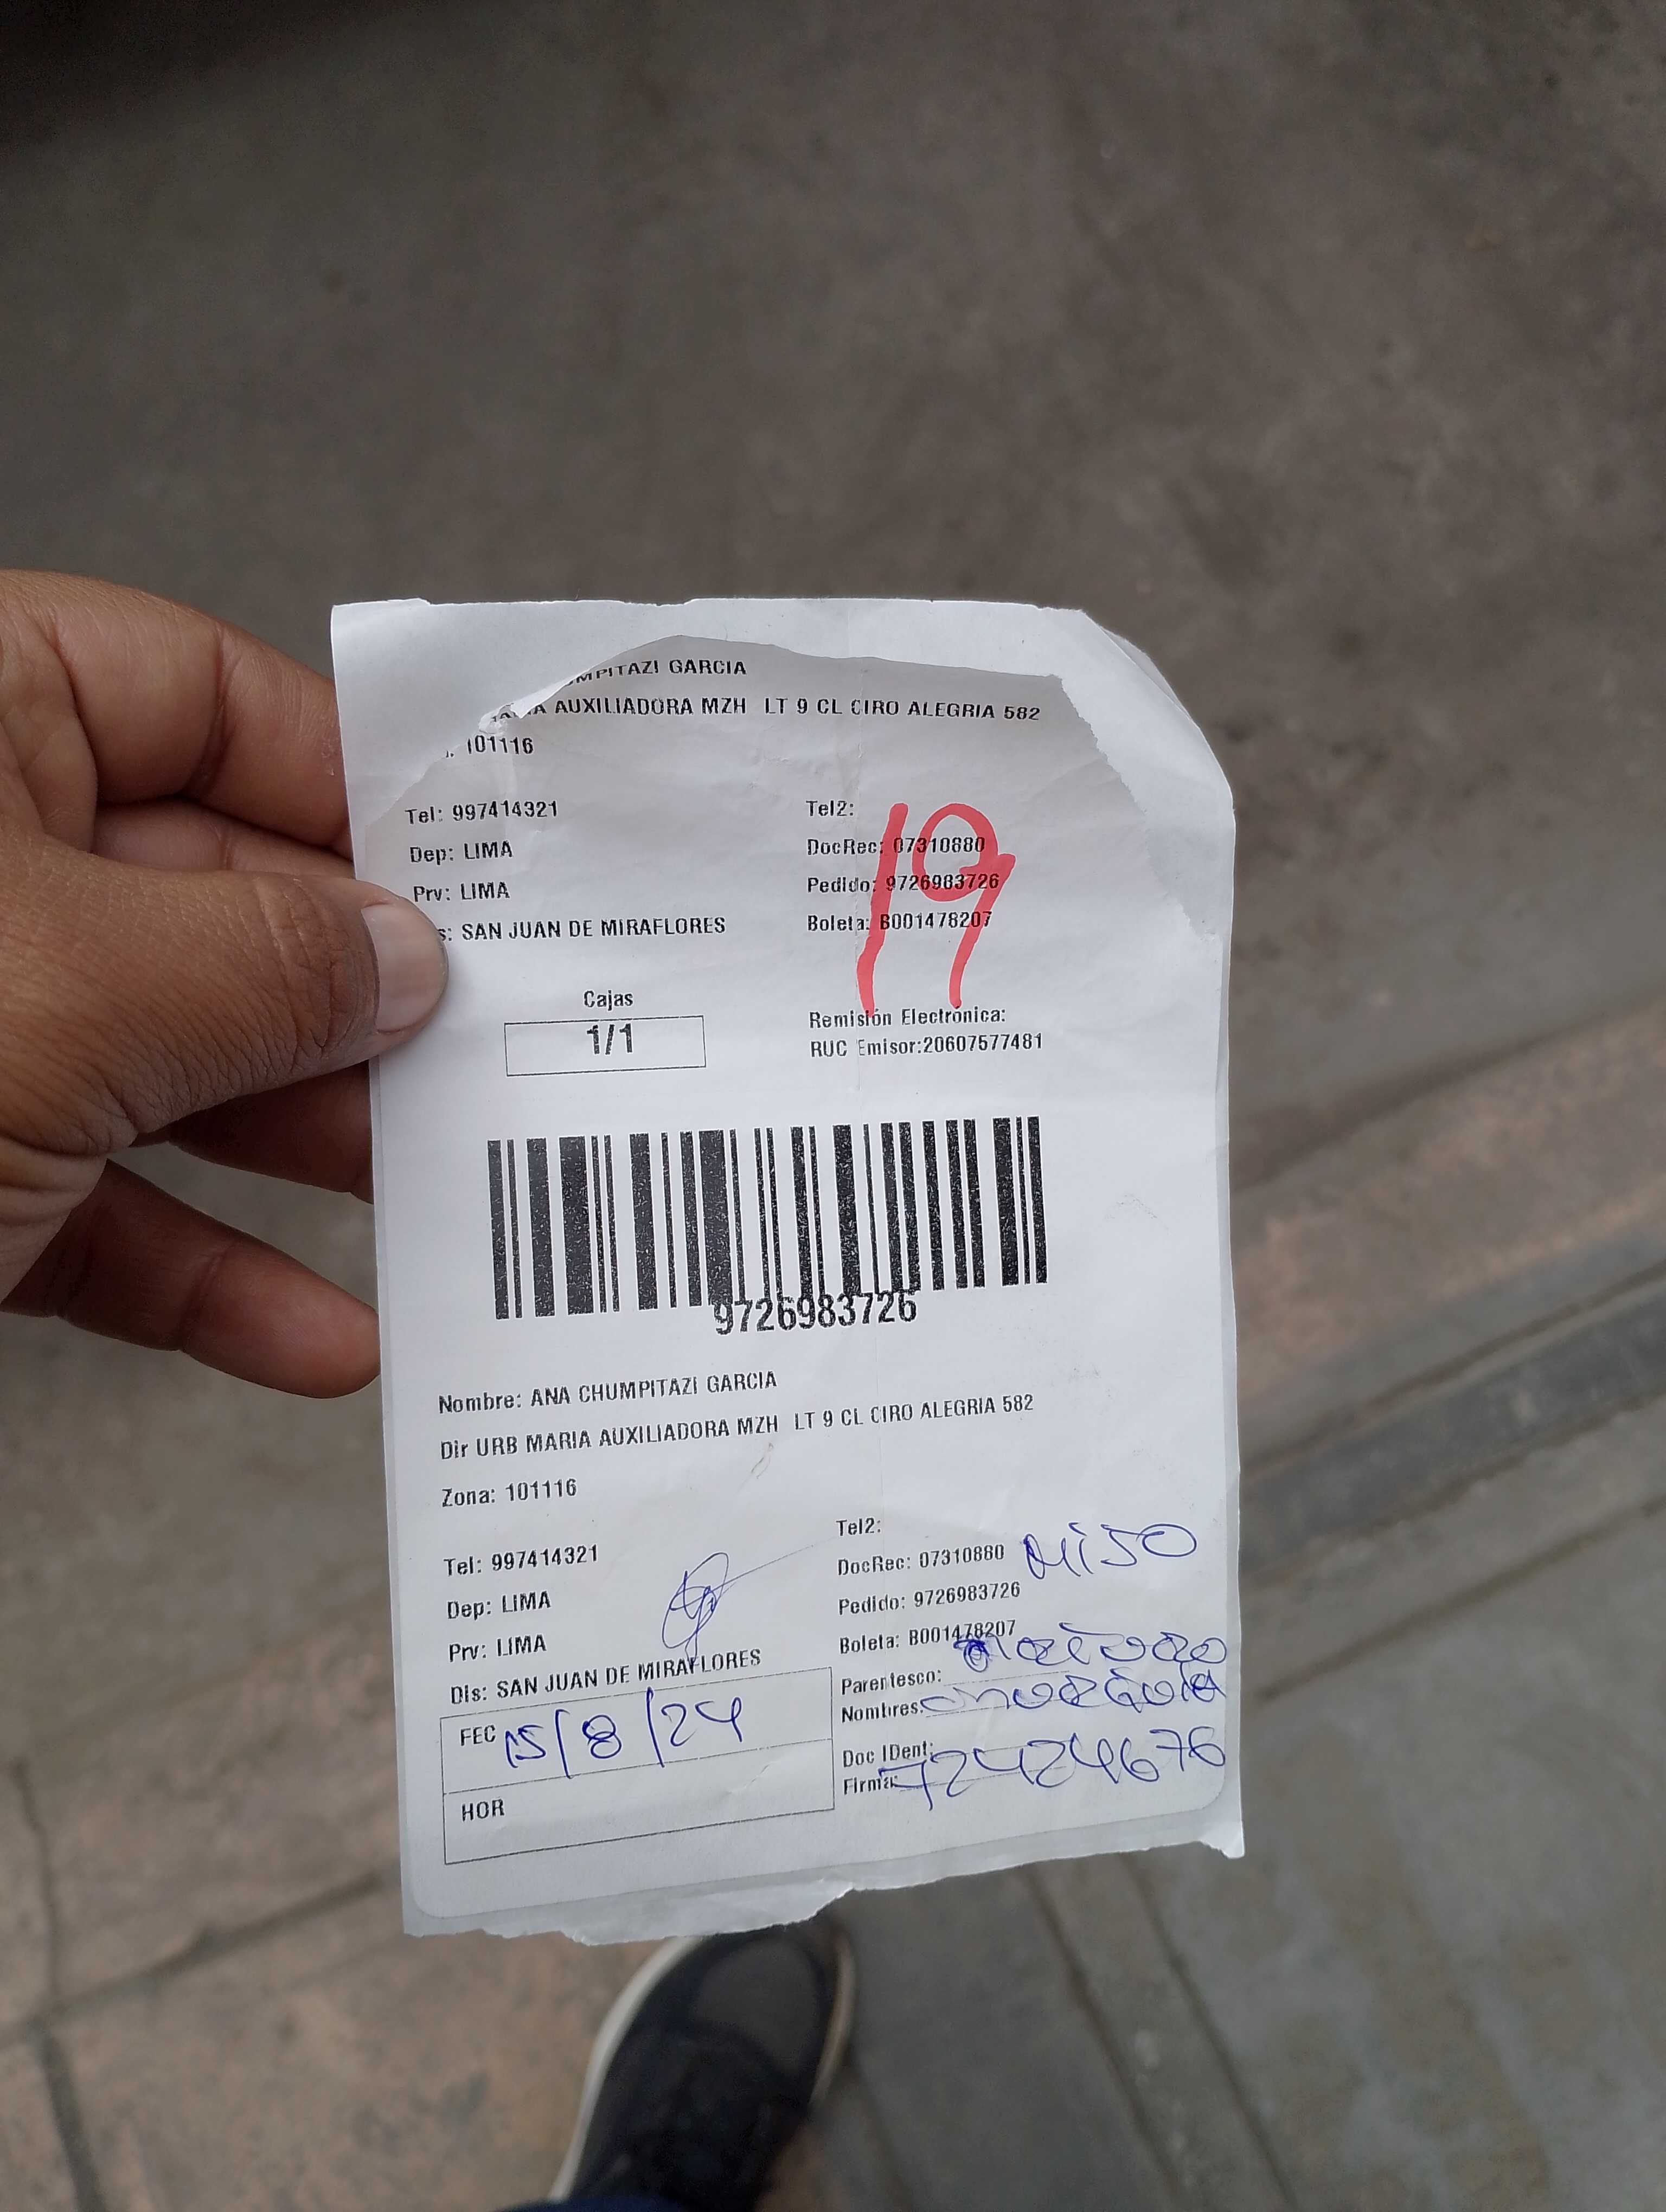 MPITAZI GARCIA
AUXILIADORA MZH LT 9 CL CIRO ALEGRIA 582
101116
Tel: 997414321
Tel2:
Dep: LIMA
DocRec: 07310880
Prv: LIMA
Pedido: 9726983726
s: SAN JUAN DE MIRAFLORES
Boleta: B001478207
19
Cajas
1/1
Remisión Electrónica:
RUC Emisor:20607577481
9726983726
Nombre: ANA CHUMPITAZI GARCIA
Dir URB MARIA AUXILIADORA MZH LT 9 CL CIRO ALEGRIA 582
Zona: 101116
Tel2:
Tel: 997414321
DocRec: 07310880
Dep: LIMA
Pedido: 9726983726
Prv: LIMA
Boleta: B001478207
Dis: SAN JUAN DE MIRAFLORES
Parentesco:
Nombres:
FEC 15/8/24
Doc IDent:
Firma: 72424676
HOR